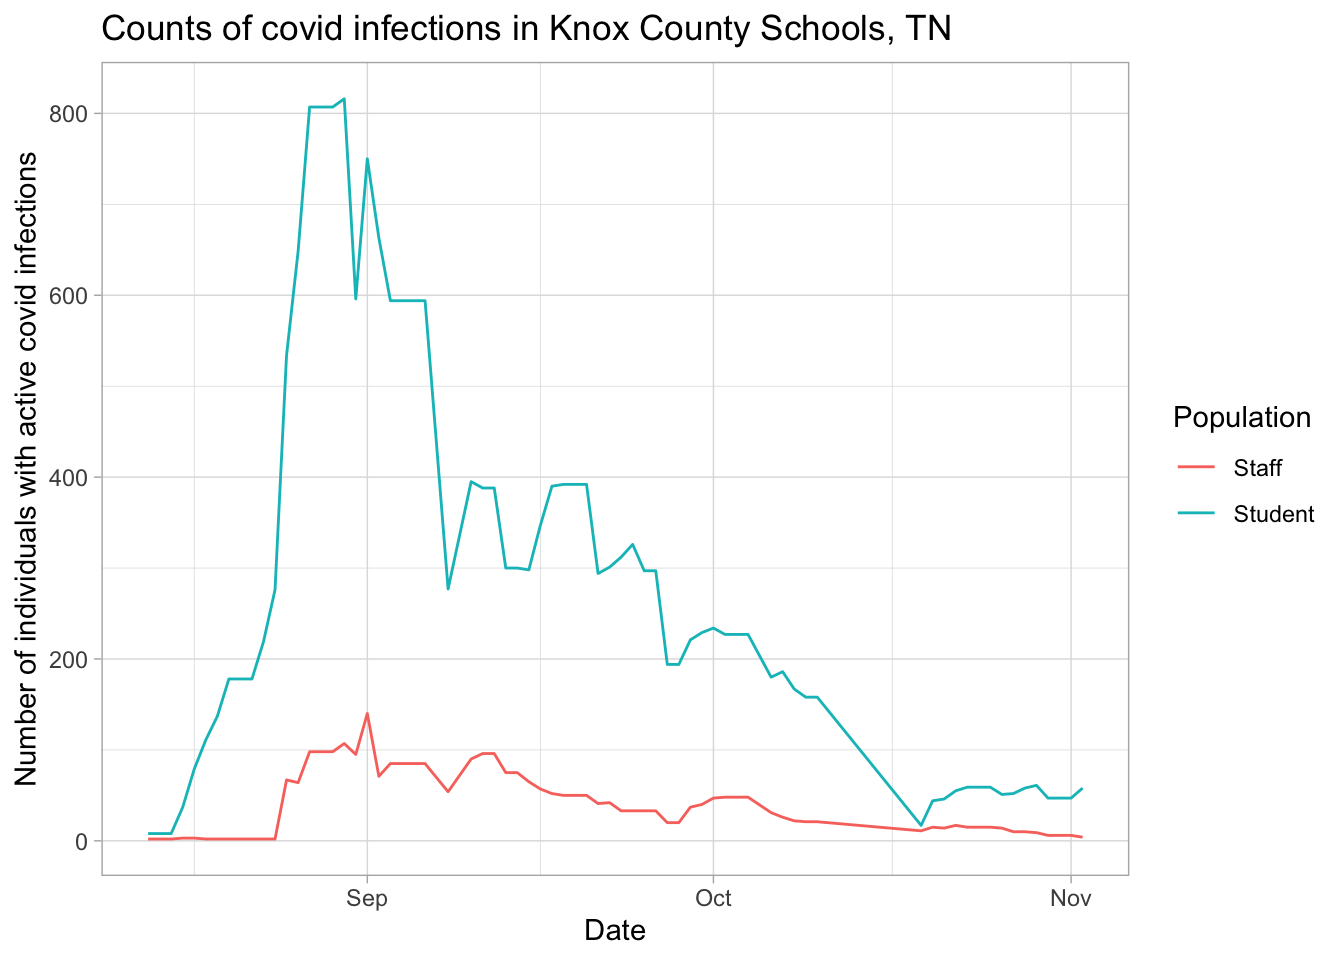 Counts of covid infections in Knox County Schools, TN
Number of individuals with active covid infections
800
600
400
200
0
Sep
Oct
Nov
Date
Population
Staff
Student